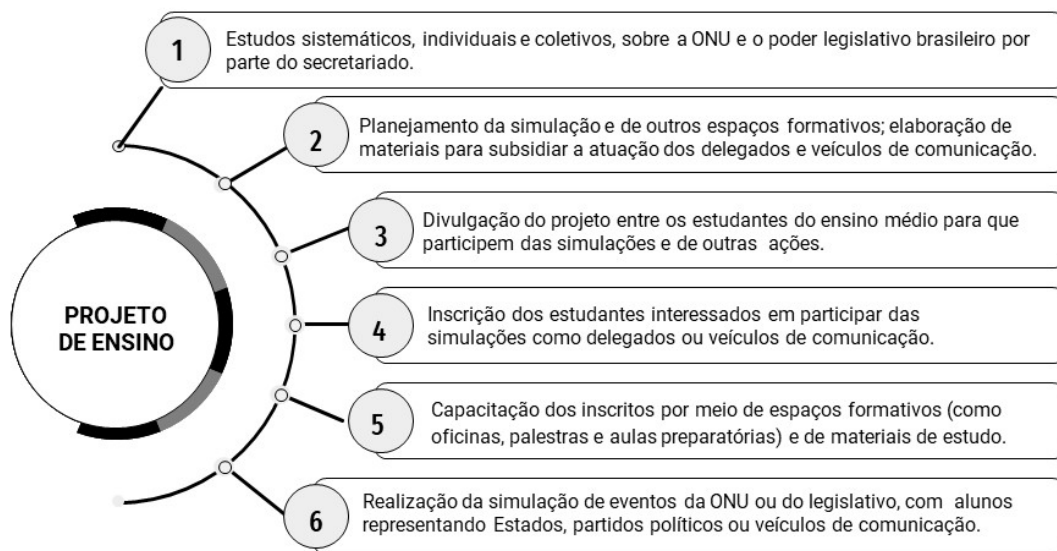 1
Estudos sistemáticos, individuais e coletivos, sobre a ONU e o poder legislativo brasileiro por
parte do secretariado.
2
Planejamento da simulação e de outros espaços formativos; elaboração de
materiais para subsidiar a atuação dos delegados e veículos de comunicação.
3
Divulgação do projeto entre os estudantes do ensino médio para que
participem das simulações e de outras ações.
PROJETO
DE ENSINO
4
Inscrição dos estudantes interessados em participar das
simulações como delegados ou veículos de comunicação.
5
Capacitação dos inscritos por meio de espaços formativos (como
oficinas, palestras e aulas preparatórias) e de materiais de estudo.
6
Realização da simulação de eventos da ONU ou do legislativo, com alunos
representando Estados, partidos políticos ou veículos de comunicação.